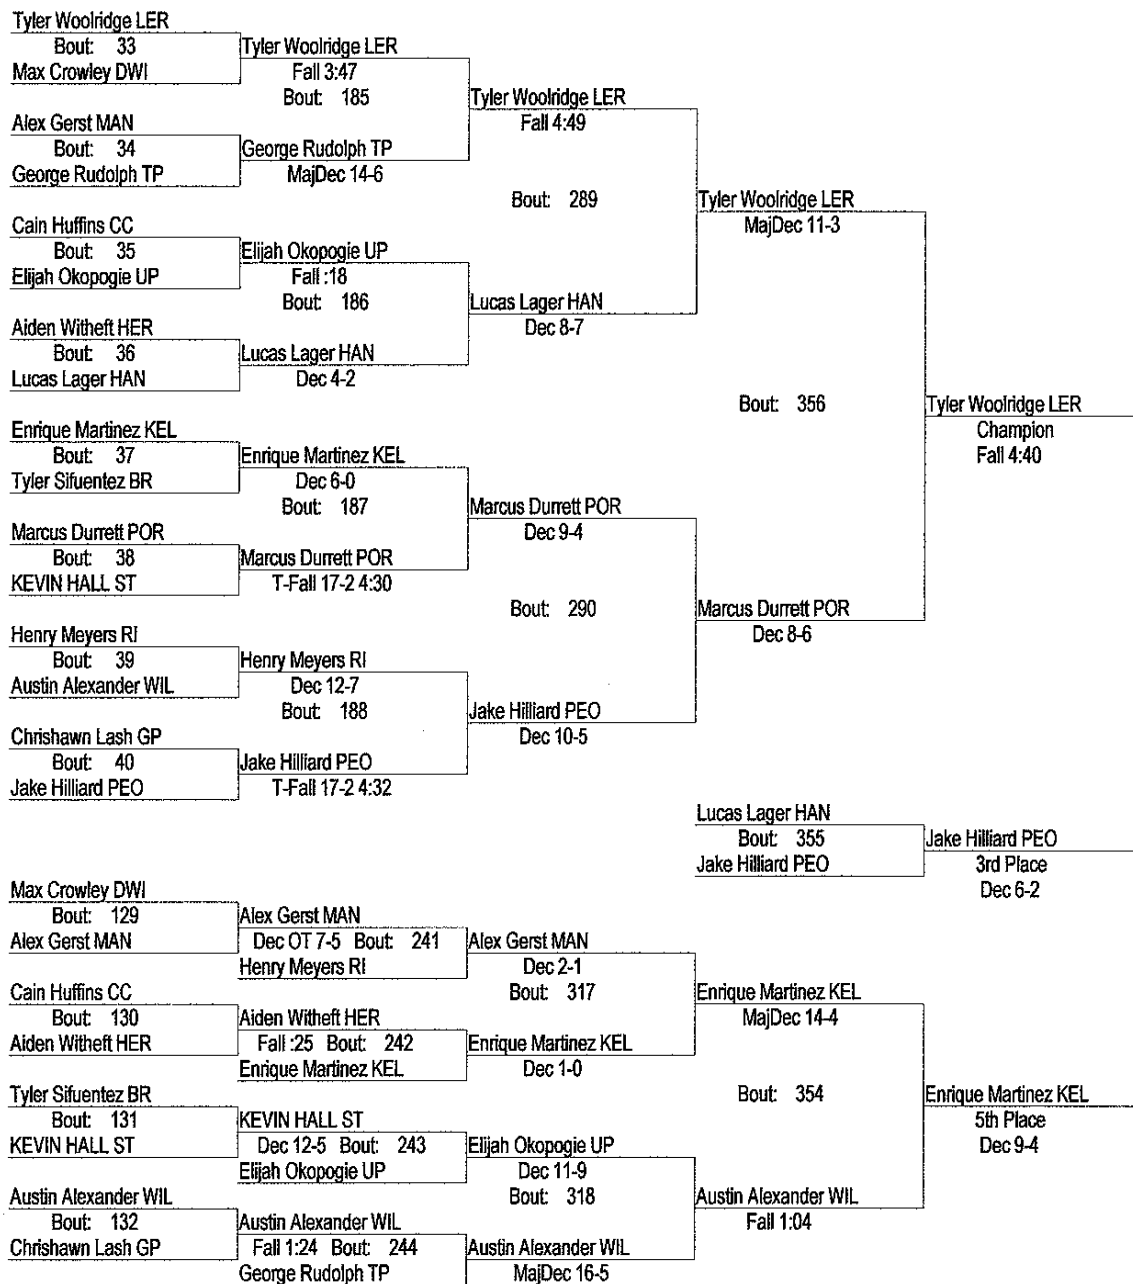 Tyler Woolridge LER
Bout: 33
Max Crowley DWI
Tyler Woolridge LER
Fall 3:47
Bout: 185
Tyler Woolridge LER
Fall 4:49
Alex Gerst MAN
Bout: 34
George Rudolph TP
George Rudolph TP
MajDec 14-6
Bout: 289
Tyler Woolridge LER
MajDec 11-3
Cain Huffins CC
Bout: 35
Elijah Okopogie UP
Elijah Okopogie UP
Fall :18
Bout: 186
Lucas Lager HAN
Dec 8-7
Aiden Witheft HER
Bout: 36
Lucas Lager HAN
Lucas Lager HAN
Dec 4-2
Bout: 356
Tyler Woolridge LER
Champion
Fall 4:40
Enrique Martinez KEL
Bout: 37
Tyler Sifuentez BR
Enrique Martinez KEL
Dec 6-0
Bout: 187
Marcus Durrett POR
Dec 9-4
Marcus Durrett POR
Bout: 38
KEVIN HALL ST
Marcus Durrett POR
T-Fall 17-2 4:30
Bout: 290
Marcus Durrett POR
Dec 8-6
Henry Meyers RI
Bout: 39
Austin Alexander WIL
Henry Meyers RI
Dec 12-7
Bout: 188
Jake Hilliard PEO
Dec 10-5
Chrishawn Lash GP
Bout: 40
Jake Hilliard PEO
Jake Hilliard PEO
T-Fall 17-2 4:32
Lucas Lager HAN
Bout: 355
Jake Hilliard PEO
Jake Hilliard PEO
3rd Place
Dec 6-2
Max Crowley DWI
Bout: 129
Alex Gerst MAN
Alex Gerst MAN
Dec OT 7-5 Bout: 241
Henry Meyers RI
Alex Gerst MAN
Dec 2-1
Bout: 317
Enrique Martinez KEL
MajDec 14-4
Cain Huffins CC
Bout: 130
Aiden Witheft HER
Aiden Witheft HER
Fall :25 Bout: 242
Enrique Martinez KEL
Enrique Martinez KEL
Dec 1-0
Bout: 354
Enrique Martinez KEL
5th Place
Dec 9-4
Tyler Sifuentez BR
Bout: 131
KEVIN HALL ST
KEVIN HALL ST
Dec 12-5 Bout: 243
Elijah Okopogie UP
Elijah Okopogie UP
Dec 11-9
Bout: 318
Austin Alexander WIL
Fall 1:04
Austin Alexander WIL
Bout: 132
Chrishawn Lash GP
Austin Alexander WIL
Fall 1:24 Bout: 244
George Rudolph TP
Austin Alexander WIL
MajDec 16-5